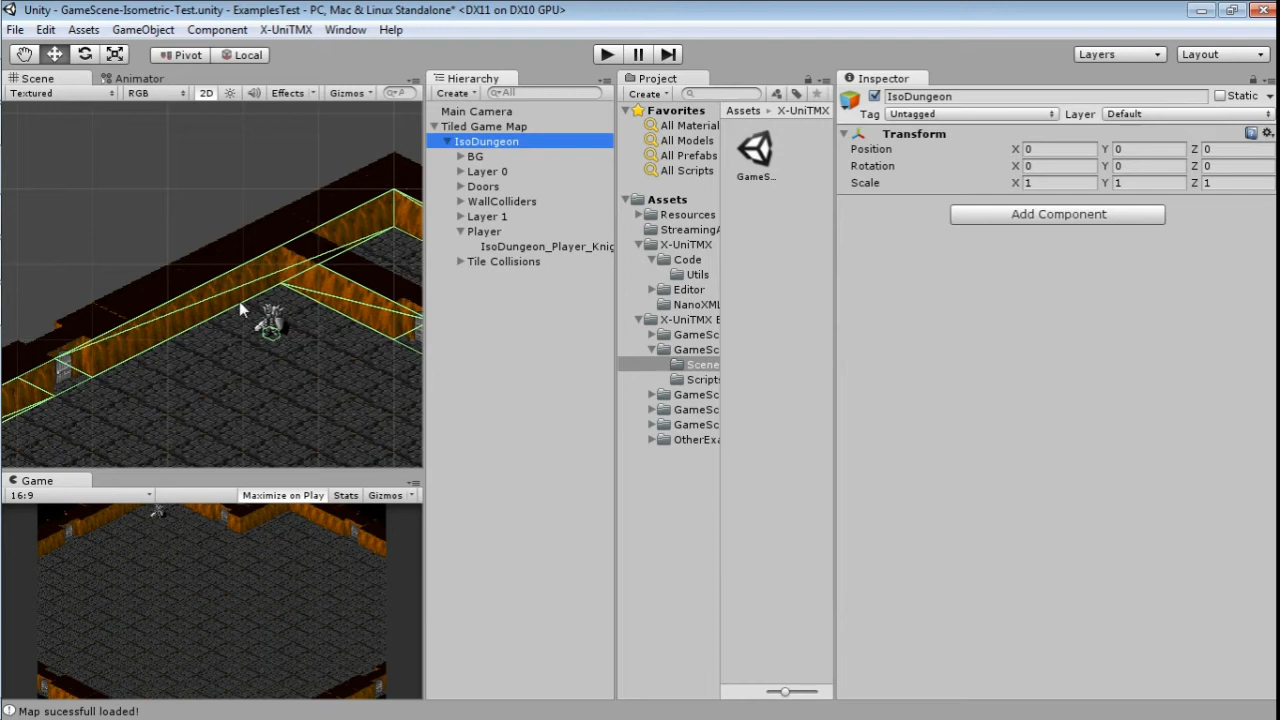 Unity - GameScene-Isometric-Test.unity - ExamplesTest - PC, Mac & Linux Standalone* <DX11 on DX10 GPU>
File Edit Assets GameObject Component X-UniTMX Window Help
Pivot Local Layers Layout
Scene Animator
Textured RGB 2D Effects Gizmos
Hierarchy
Create All
Main Camera
Tiled Game Map
IsoDungeon
BG
Layer 0
Doors
WallColliders
Layer 1
Player
IsoDungeon_Player_Knig
Tile Collisions
Project
Create
Favorites
All Material
All Models
All Prefabs
All Scripts
Assets
Resources
StreamingA
X-UniTMX
Code
Utils
Editor
NanoXML
X-UniTMX E
GameSc
GameSc
Scene
Scripts
GameSc
GameSc
GameSc
OtherExa
Assets X-UniTMX
GameS...
Inspector
IsoDungeon Static
Tag Untagged Layer Default
Transform
Position X 0 Y 0 Z 0
Rotation X 0 Y 0 Z 0
Scale X 1 Y 1 Z 1
Add Component
Game
16:9 Maximize on Play Stats Gizmos
Map sucessfull loaded!